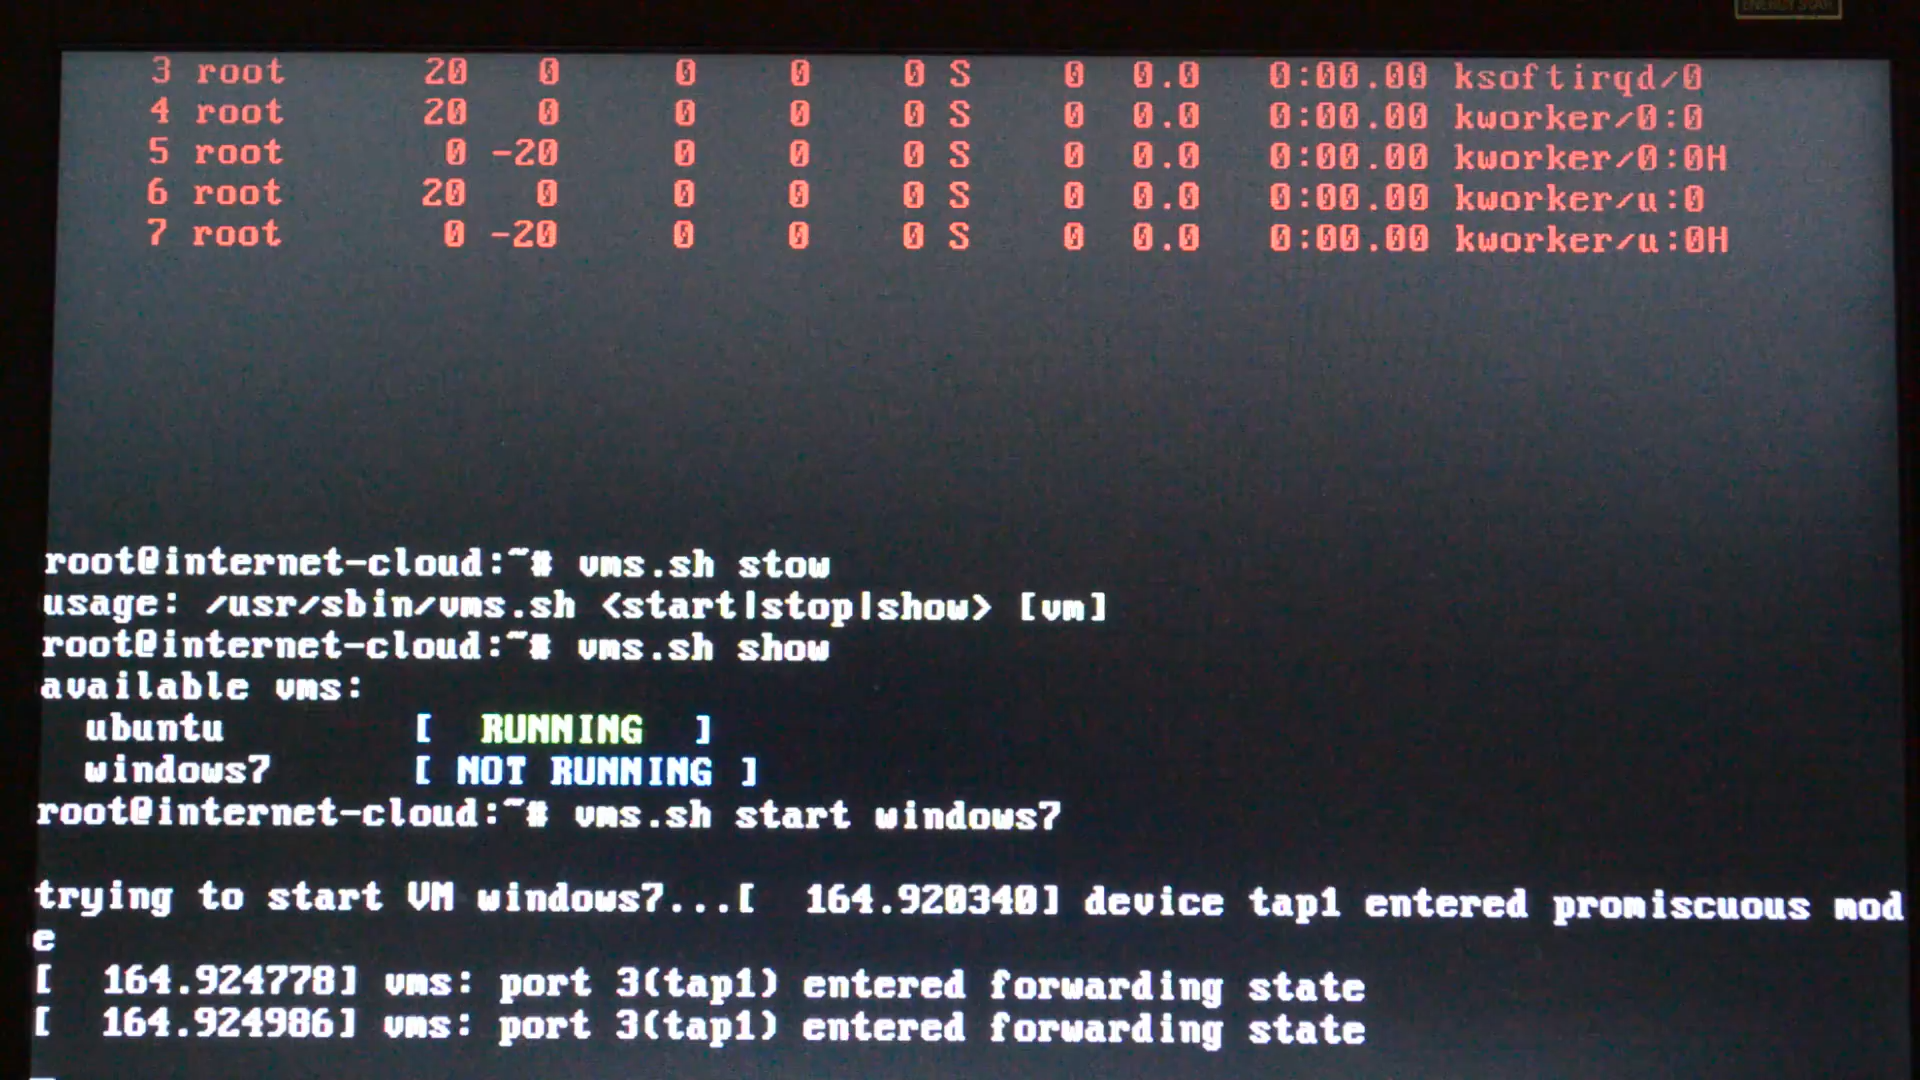 ENERGY STAR
3 root 20 0 0 0 0 S 0 0.0 0:00.00 ksoftirqd/0
4 root 20 0 0 0 0 S 0 0.0 0:00.00 kworker/0:0
5 root 0 -20 0 0 0 S 0 0.0 0:00.00 kworker/0:0H
6 root 20 0 0 0 0 S 0 0.0 0:00.00 kworker/u:0
7 root 0 -20 0 0 0 S 0 0.0 0:00.00 kworker/u:0H
root@internet-cloud:~# vms.sh stow
usage: /usr/sbin/vms.sh <start|stop|show> [vm]
root@internet-cloud:~# vms.sh show
available vms:
ubuntu [ RUNNING ]
windows7 [ NOT RUNNING ]
root@internet-cloud:~# vms.sh start windows7
trying to start VM windows7...[ 164.920340] device tap1 entered promiscuous mod
e
[ 164.924778] vms: port 3(tap1) entered forwarding state
[ 164.924986] vms: port 3(tap1) entered forwarding state